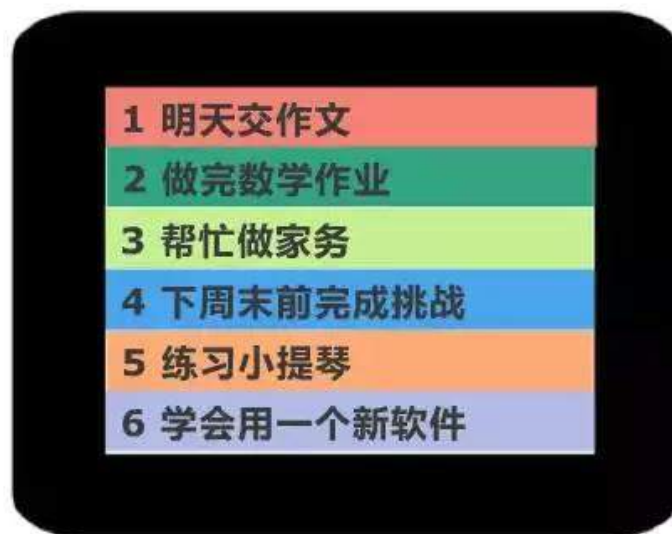 1 明天交作文
2 做完数学作业
3 帮忙做家务
4 下周末前完成挑战
5 练习小提琴
6 学会用一个新软件